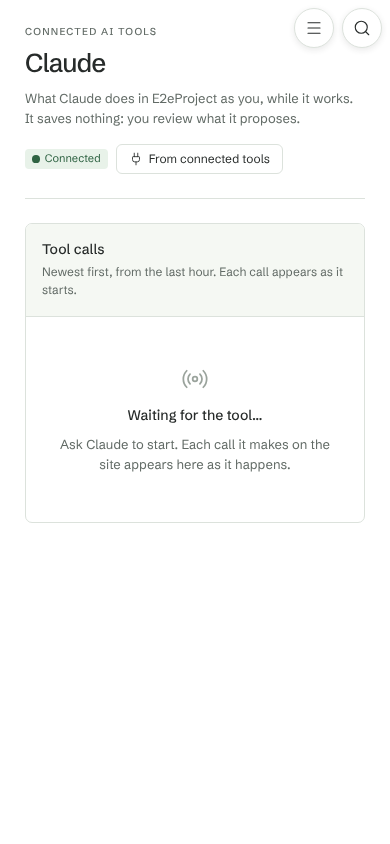 CONNECTED AI TOOLS
Claude
What Claude does in E2eProject as you, while it works.
It saves nothing: you review what it proposes.
Connected
From connected tools
Tool calls
Newest first, from the last hour. Each call appears as it
starts.
Waiting for the tool...
Ask Claude to start. Each call it makes on the
site appears here as it happens.